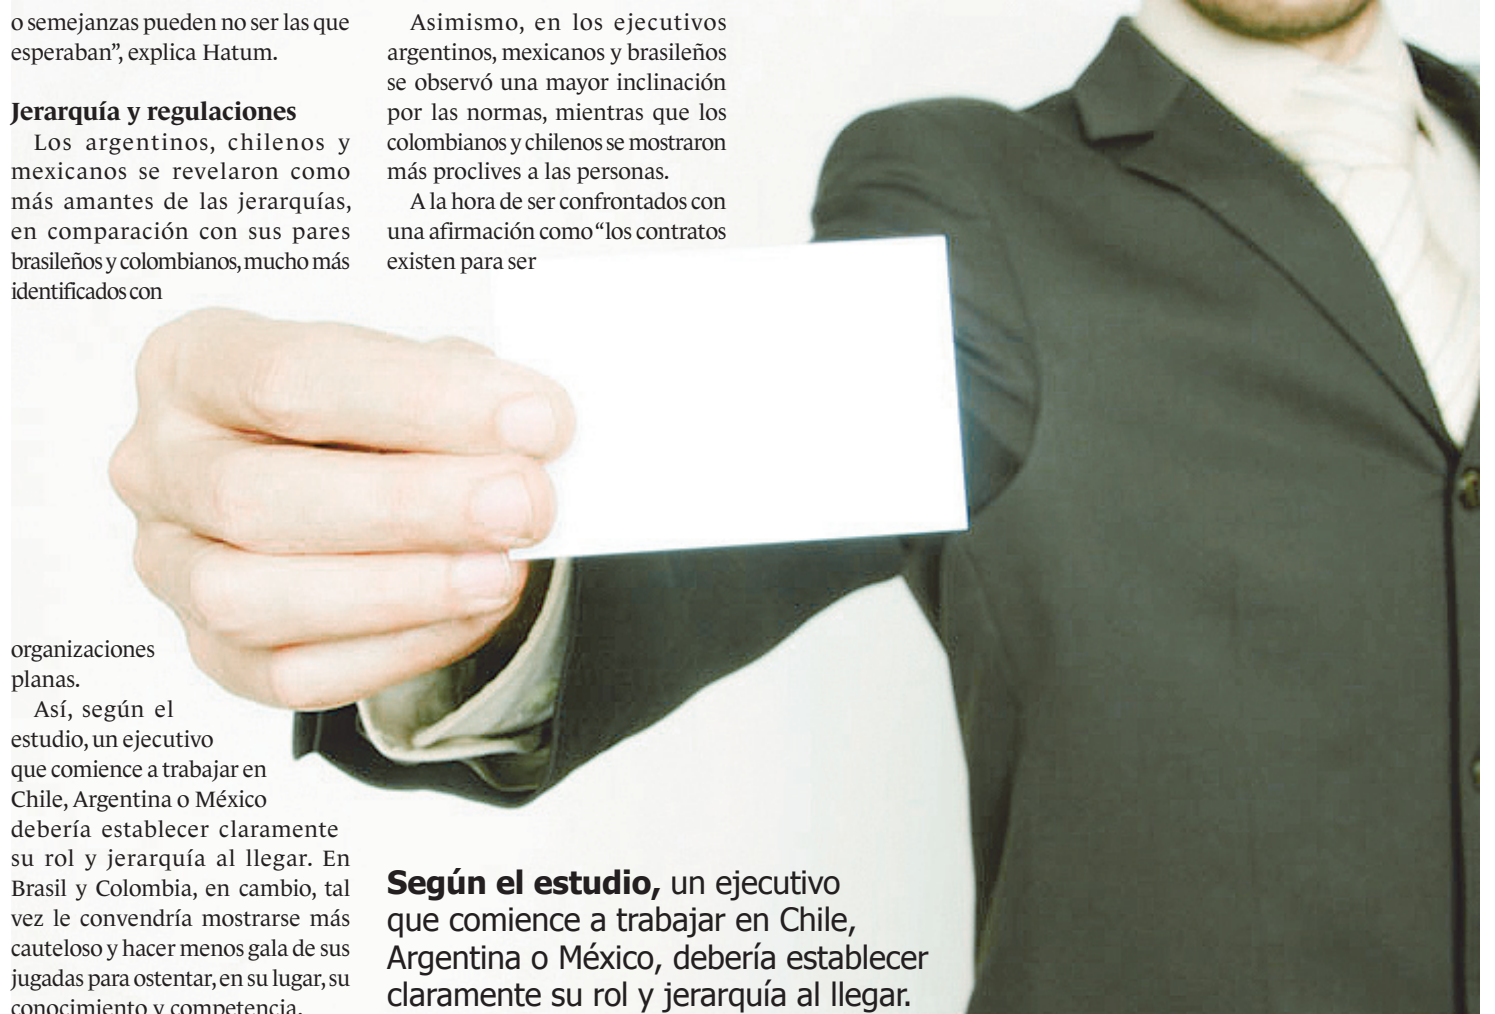 o semejanzas pueden no ser las que
esperaban”, explica Hatum.
Jerarquía y regulaciones
Los argentinos, chilenos y
mexicanos se revelaron como
más amantes de las jerarquías,
en comparación con sus pares
brasileños y colombianos, mucho más
identificados con
organizaciones
planas.
Así, según el
estudio, un ejecutivo
que comience a trabajar en
Chile, Argentina o México
debería establecer claramente
su rol y jerarquía al llegar. En
Brasil y Colombia, en cambio, tal
vez le convendría mostrarse más
cauteloso y hacer menos gala de sus
jugadas para ostentar, en su lugar, su
conocimiento y competencia.
Asimismo, en los ejecutivos
argentinos, mexicanos y brasileños
se observó una mayor inclinación
por las normas, mientras que los
colombianos y chilenos se mostraron
más proclives a las personas.
A la hora de ser confrontados con
una afirmación como “los contratos
existen para ser
Según el estudio, un ejecutivo
que comience a trabajar en Chile,
Argentina o México, debería establecer
claramente su rol y jerarquía al llegar.